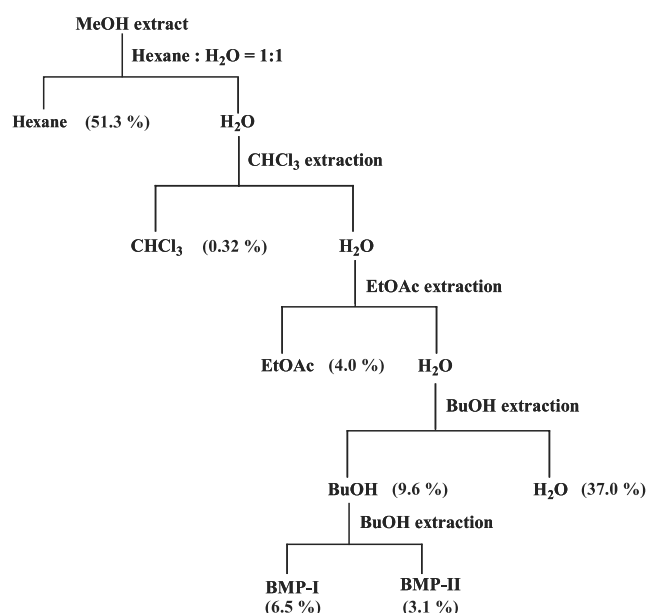 MeOH extract
Hexane : H₂O = 1:1
Hexane (51.3 %) H₂O
CHCl₃ extraction
CHCl₃ (0.32 %) H₂O
EtOAc extraction
EtOAc (4.0 %) H₂O
BuOH extraction
BuOH (9.6 %) H₂O (37.0 %)
BuOH extraction
BMP-I BMP-II
(6.5 %) (3.1 %)